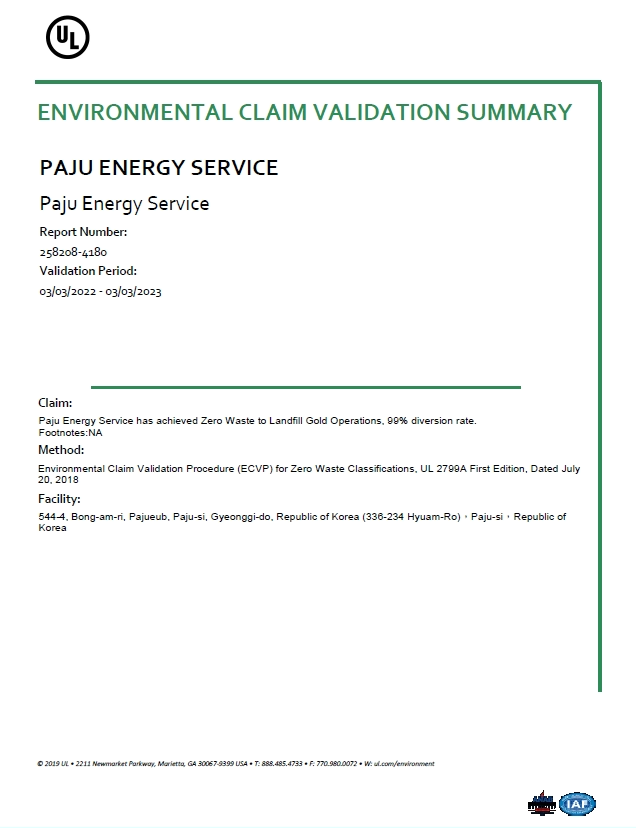 UL
ENVIRONMENTAL CLAIM VALIDATION SUMMARY
PAJU ENERGY SERVICE
Paju Energy Service
Report Number:
258208-4180
Validation Period:
03/03/2022 - 03/03/2023
Claim:
Paju Energy Service has achieved Zero Waste to Landfill Gold Operations, 99% diversion rate.
Footnotes:NA
Method:
Environmental Claim Validation Procedure (ECVP) for Zero Waste Classifications, UL 2799A First Edition, Dated July
20, 2018
Facility:
544-4, Bong-am-ri, Pajueub, Paju-si, Gyeonggi-do, Republic of Korea (336-234 Hyuam-Ro)，Paju-si，Republic of
Korea
© 2019 UL • 2211 Newmarket Parkway, Marietta, GA 30067-9399 USA • T: 888.485.4733 • F: 770.980.0072 • W: ul.com/environment
IAF